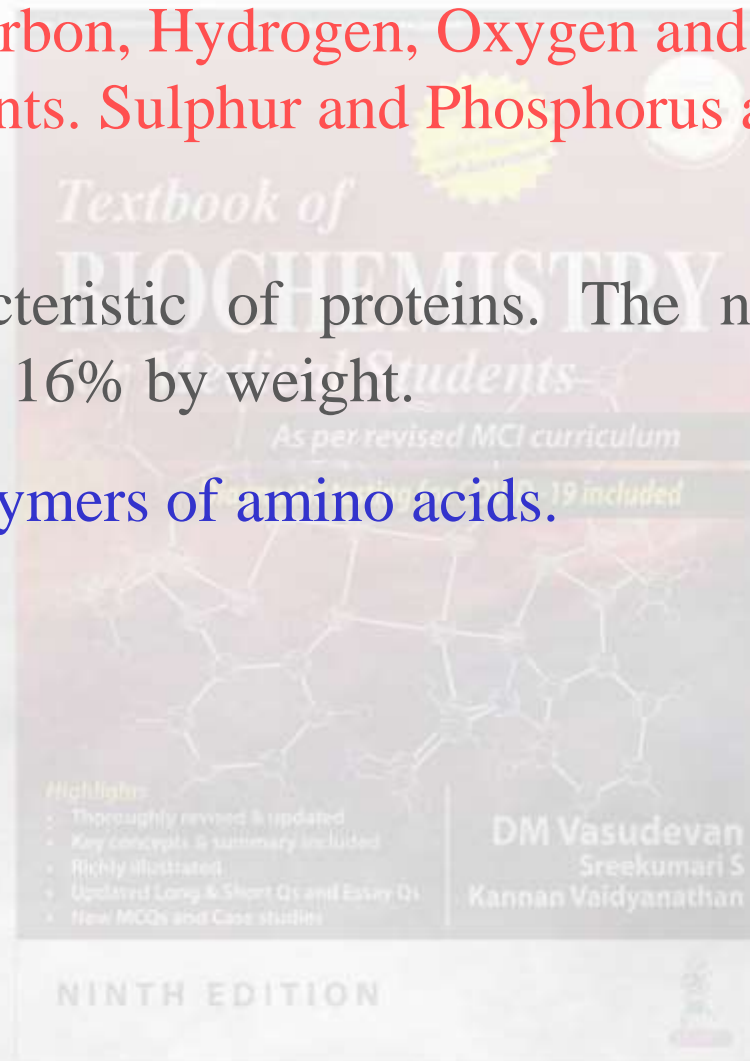 rbon, Hydrogen, Oxygen and
nts. Sulphur and Phosphorus a
Textbook of
BIOCHEMISTRY
cteristic of proteins. The n
16% by weight.
Medical Students
As per revised MCI curriculum
19 included
ymers of amino acids.
Highlights
• Thoroughly revised & updated
• Key concepts & summary included
• Richly illustrated
• Updated Long & Short Qs and Essay Qs
• New MCQs and Case studies
DM Vasudevan
Sreekumari S
Kannan Vaidyanathan
NINTH EDITION